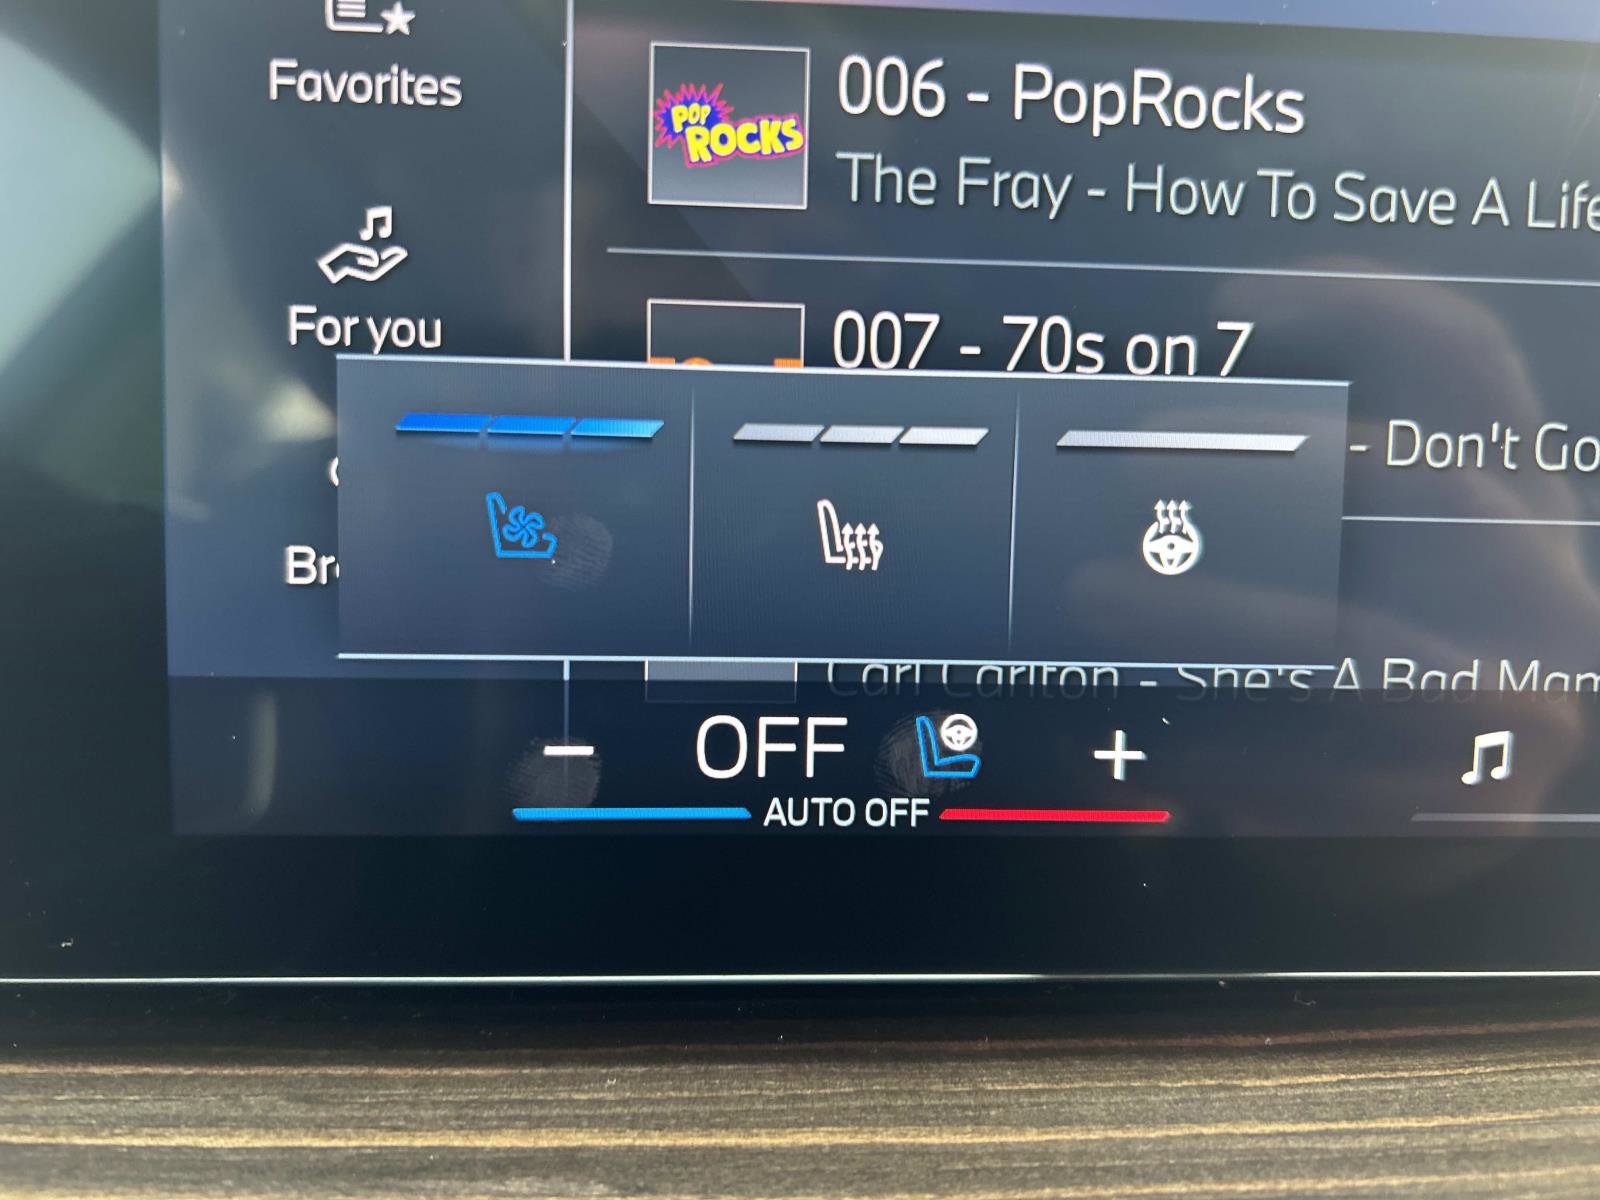 Favorites
POP
ROCKS
006 - PopRocks
The Fray - How To Save A Life
For you
007 - 70s on 7
- Don't Go
Br
Carl Carlton - She's A Bad Mam
- OFF +
AUTO OFF